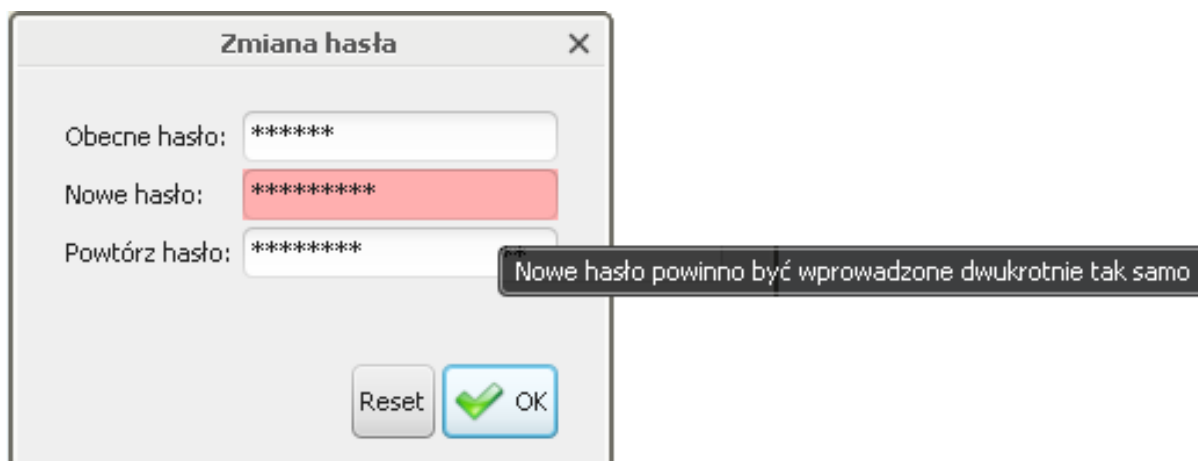 Zmiana hasła
Obecne hasło: ******
Nowe hasło: *********
Powtórz hasło: ********
Nowe hasło powinno być wprowadzone dwukrotnie tak samo
Reset OK